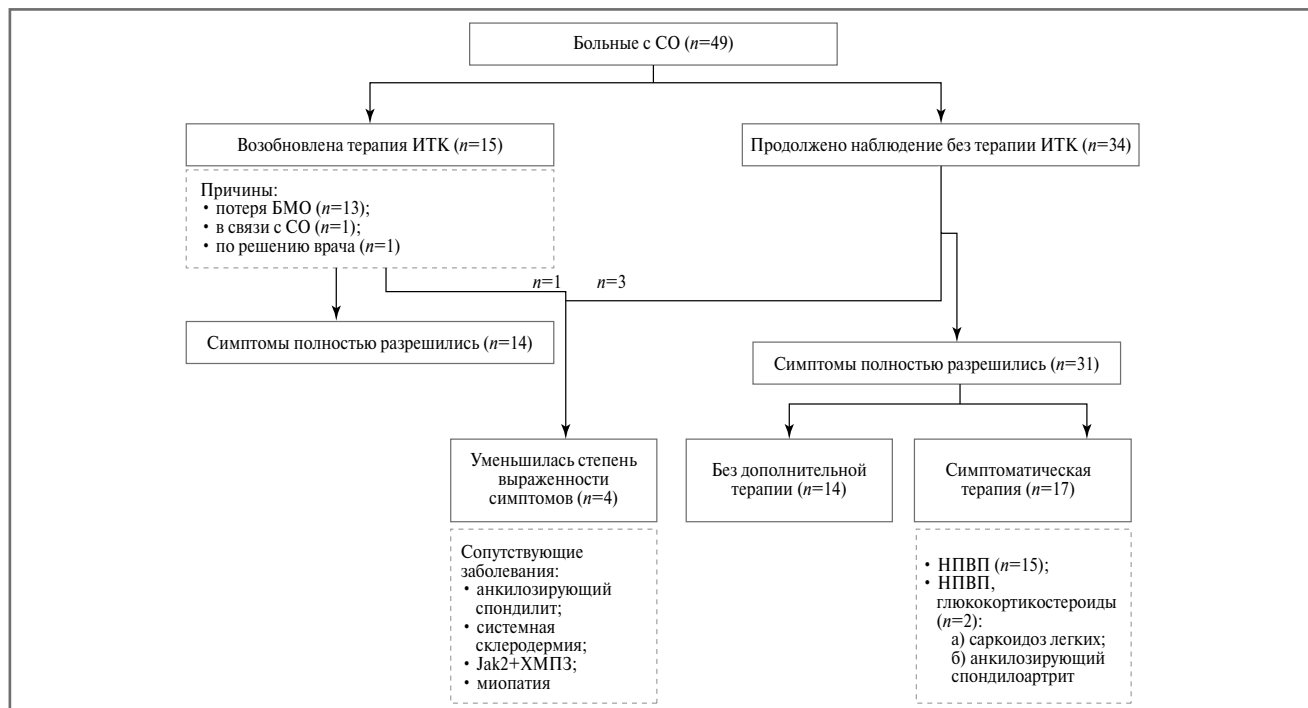 Больные с СО (n=49)
Возобновлена терапия ИТК (n=15)
Продолжено наблюдение без терапии ИТК (n=34)
Причины:
• потеря БМО (n=13);
• в связи с СО (n=1);
• по решению врача (n=1)
n=1
n=3
Симптомы полностью разрешились (n=14)
Симптомы полностью разрешились (n=31)
Уменьшилась степень
выраженности
симптомов (n=4)
Без дополнительной
терапии (n=14)
Симптоматическая
терапия (n=17)
Сопутствующие
заболевания:
• анкилозирующий
спондилит;
• системная
склеродермия;
• Jak2+ХМПЗ;
• миопатия
• НПВП (n=15);
• НПВП,
глюкокортикостероиды
(n=2):
а) саркоидоз легких;
б) анкилозирующий
спондилоартрит